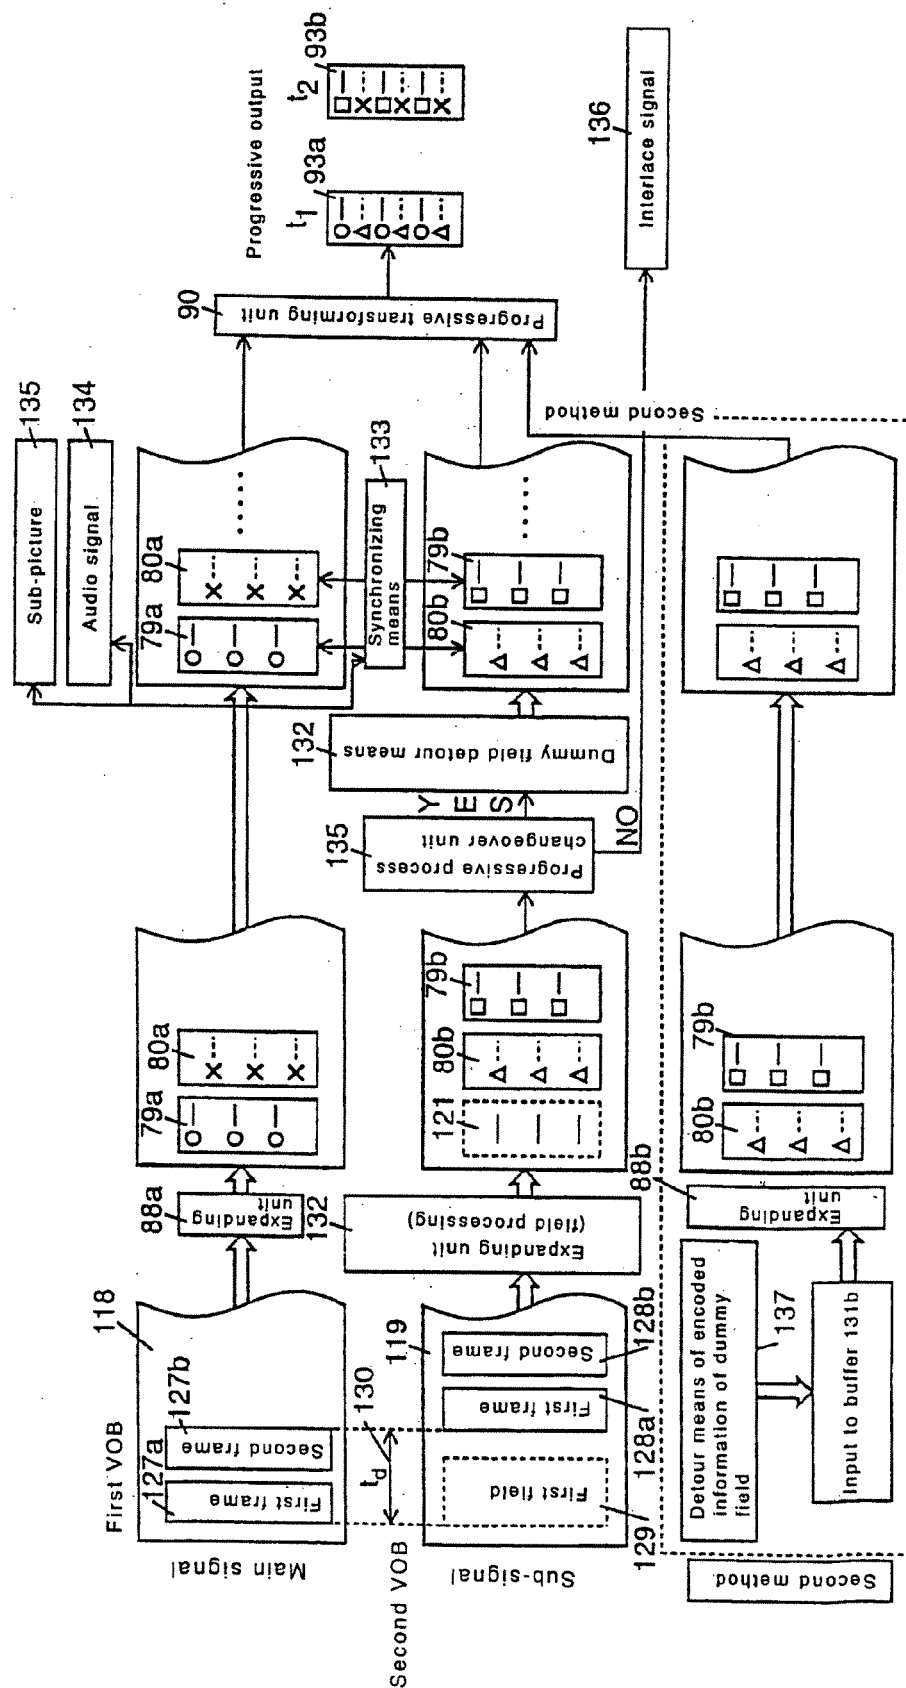 135
Sub-picture
134
Audio signal
Progressive output
t1
93a
t2
93b
90
Progressive transforming unit
136
Interlace signal
First VOB
118
127a
First frame
127b
Second frame
Main signal
88a
Expanding
unit
79a
80a
79a
80a
133
Synchronizing
means
Second VOB
td
130
119
Sub-signal
First field
129
First frame
128a
Second frame
128b
132
Expanding unit
(field processing)
121
80b
79b
135
Progressive process
changeover unit
YES
NO
132
Dummy field detour means
80b
79b
Second method
Second method
Detour means of encoded
information of dummy
field
137
Input to buffer 131b
88b
Expanding
unit
80b
79b